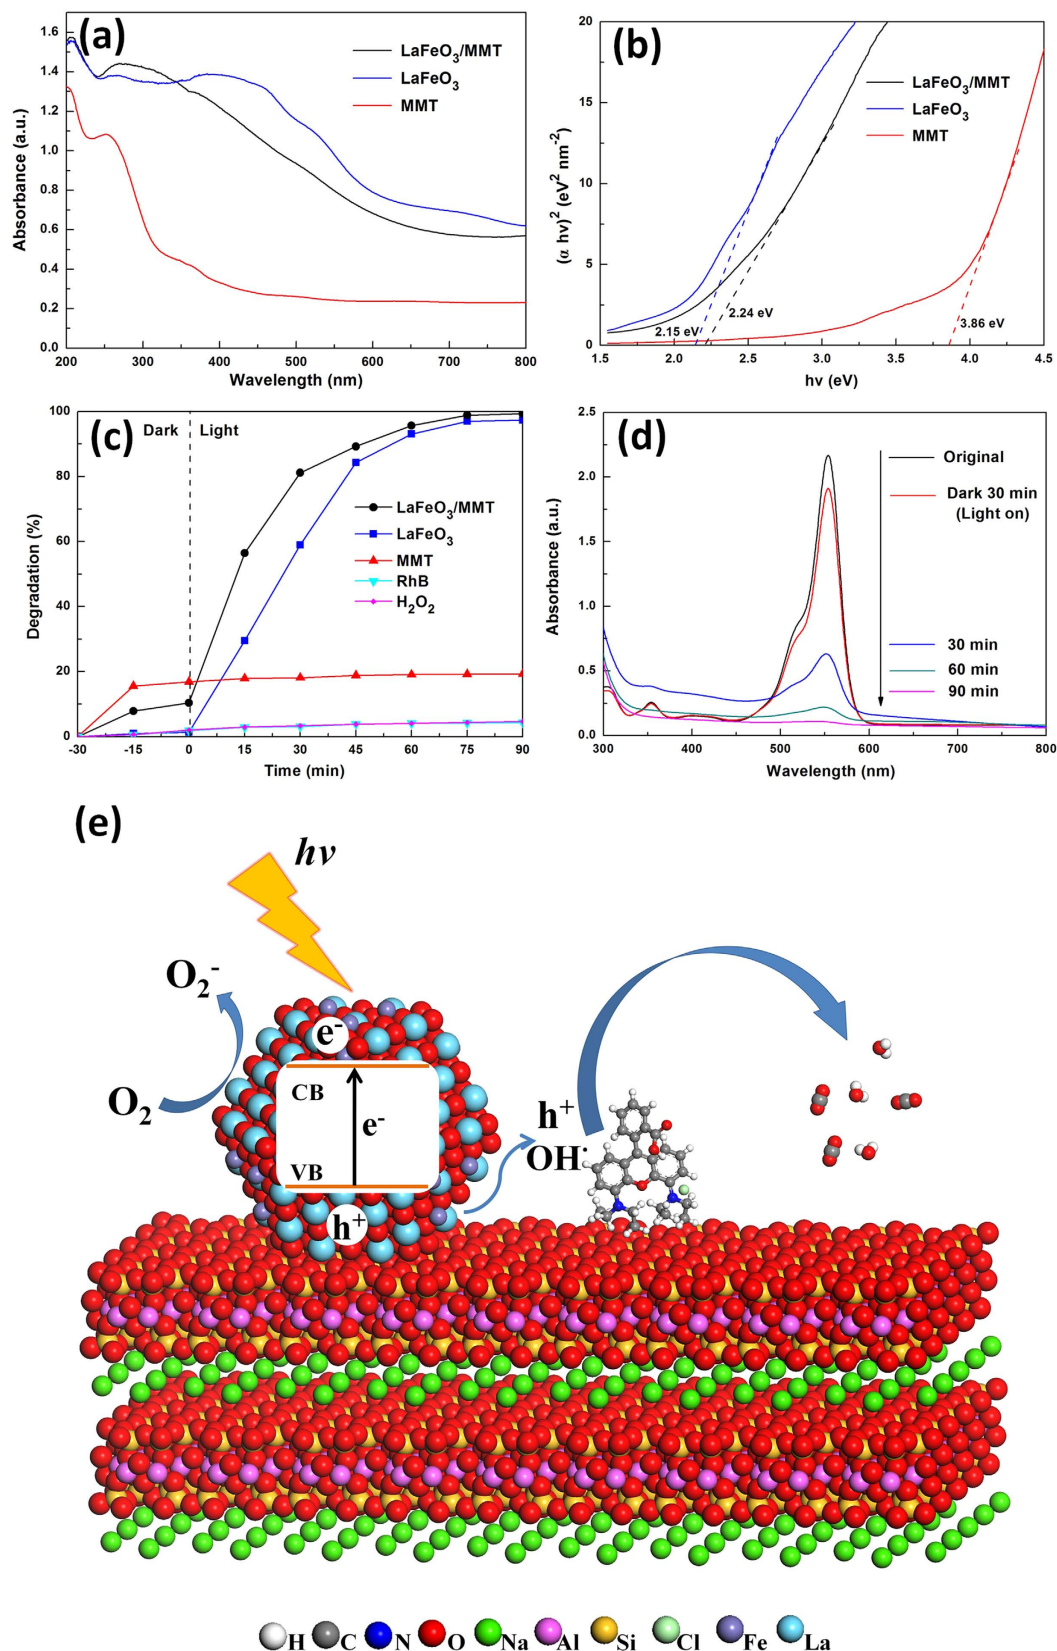 (a)
LaFeO₃/MMT
LaFeO₃
MMT
Absorbance (a.u.)
1.6
1.4
1.2
1.0
0.8
0.6
0.4
0.2
0.0
200 300 400 500 600 700 800
Wavelength (nm)
(b)
LaFeO₃/MMT
LaFeO₃
MMT
(α hν)² (eV² nm⁻²)
20
15
10
5
0
2.15 eV
2.24 eV
3.86 eV
1.5 2.0 2.5 3.0 3.5 4.0 4.5
hν (eV)
(c)
Dark Light
LaFeO₃/MMT
LaFeO₃
MMT
RhB
H₂O₂
Degradation (%)
100
80
60
40
20
0
-30 -15 0 15 30 45 60 75 90
Time (min)
(d)
Original
Dark 30 min
(Light on)
30 min
60 min
90 min
Absorbance (a.u.)
2.5
2.0
1.5
1.0
0.5
0.0
300 400 500 600 700 800
Wavelength (nm)
(e)
hν
O₂⁻
O₂
e⁻
CB
e⁻
VB
h⁺
h⁺
OH·
H C N O Na Al Si Cl Fe La